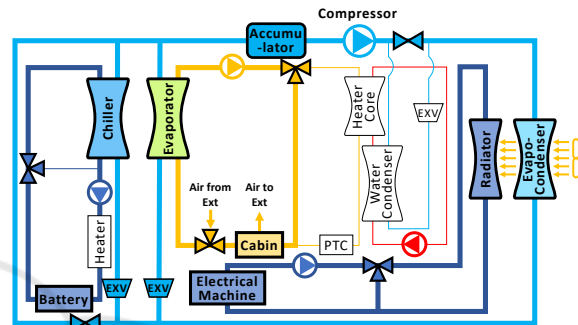 Compressor
Accumu
-lator
Chiller
Evaporator
Heater
Core
EXV
Water
Condenser
Radiator
Evapo-
Condenser
Air from
Ext
Air to
Ext
Heater
Cabin
PTC
EXV
EXV
Electrical
Machine
Battery